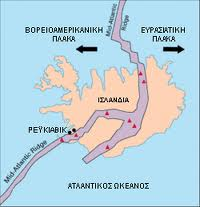 ΒΟΡΕΙΟΑΜΕΡΙΚΑΝΙΚΗ
ΠΛΑΚΑ
ΕΥΡΑΣΙΑΤΙΚΗ
ΠΛΑΚΑ
ΙΣΛΑΝΔΙΑ
ΡΕΫΚΙΑΒΙΚ
Mid-Atlantic Ridge
Mid-Atlantic Ridge
ΑΤΛΑΝΤΙΚΟΣ ΩΚΕΑΝΟΣ